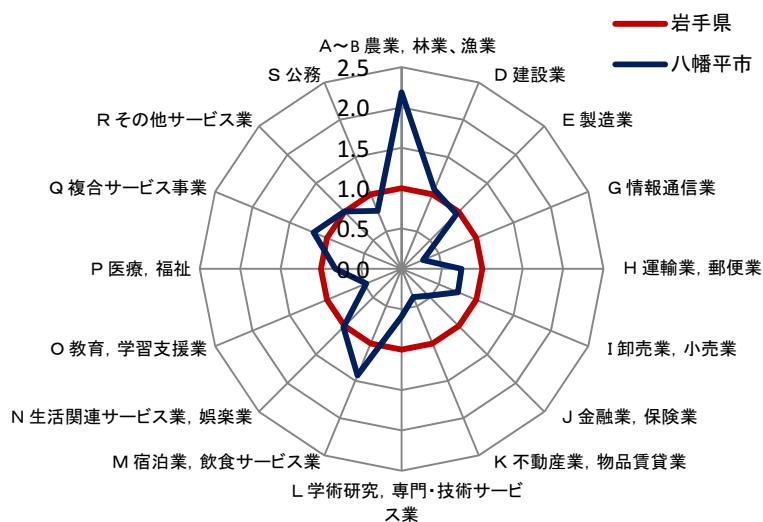 岩手県
八幡平市
A～B 農業, 林業、漁業
S 公務
D 建設業
R その他サービス業
E 製造業
Q 複合サービス事業
G 情報通信業
P 医療, 福祉
H 運輸業, 郵便業
O 教育, 学習支援業
I 卸売業, 小売業
N 生活関連サービス業, 娯楽業
J 金融業, 保険業
M 宿泊業, 飲食サービス業
K 不動産業, 物品賃貸業
L 学術研究, 専門・技術サービ
ス業
2.5
2.0
1.5
1.0
0.5
0.0